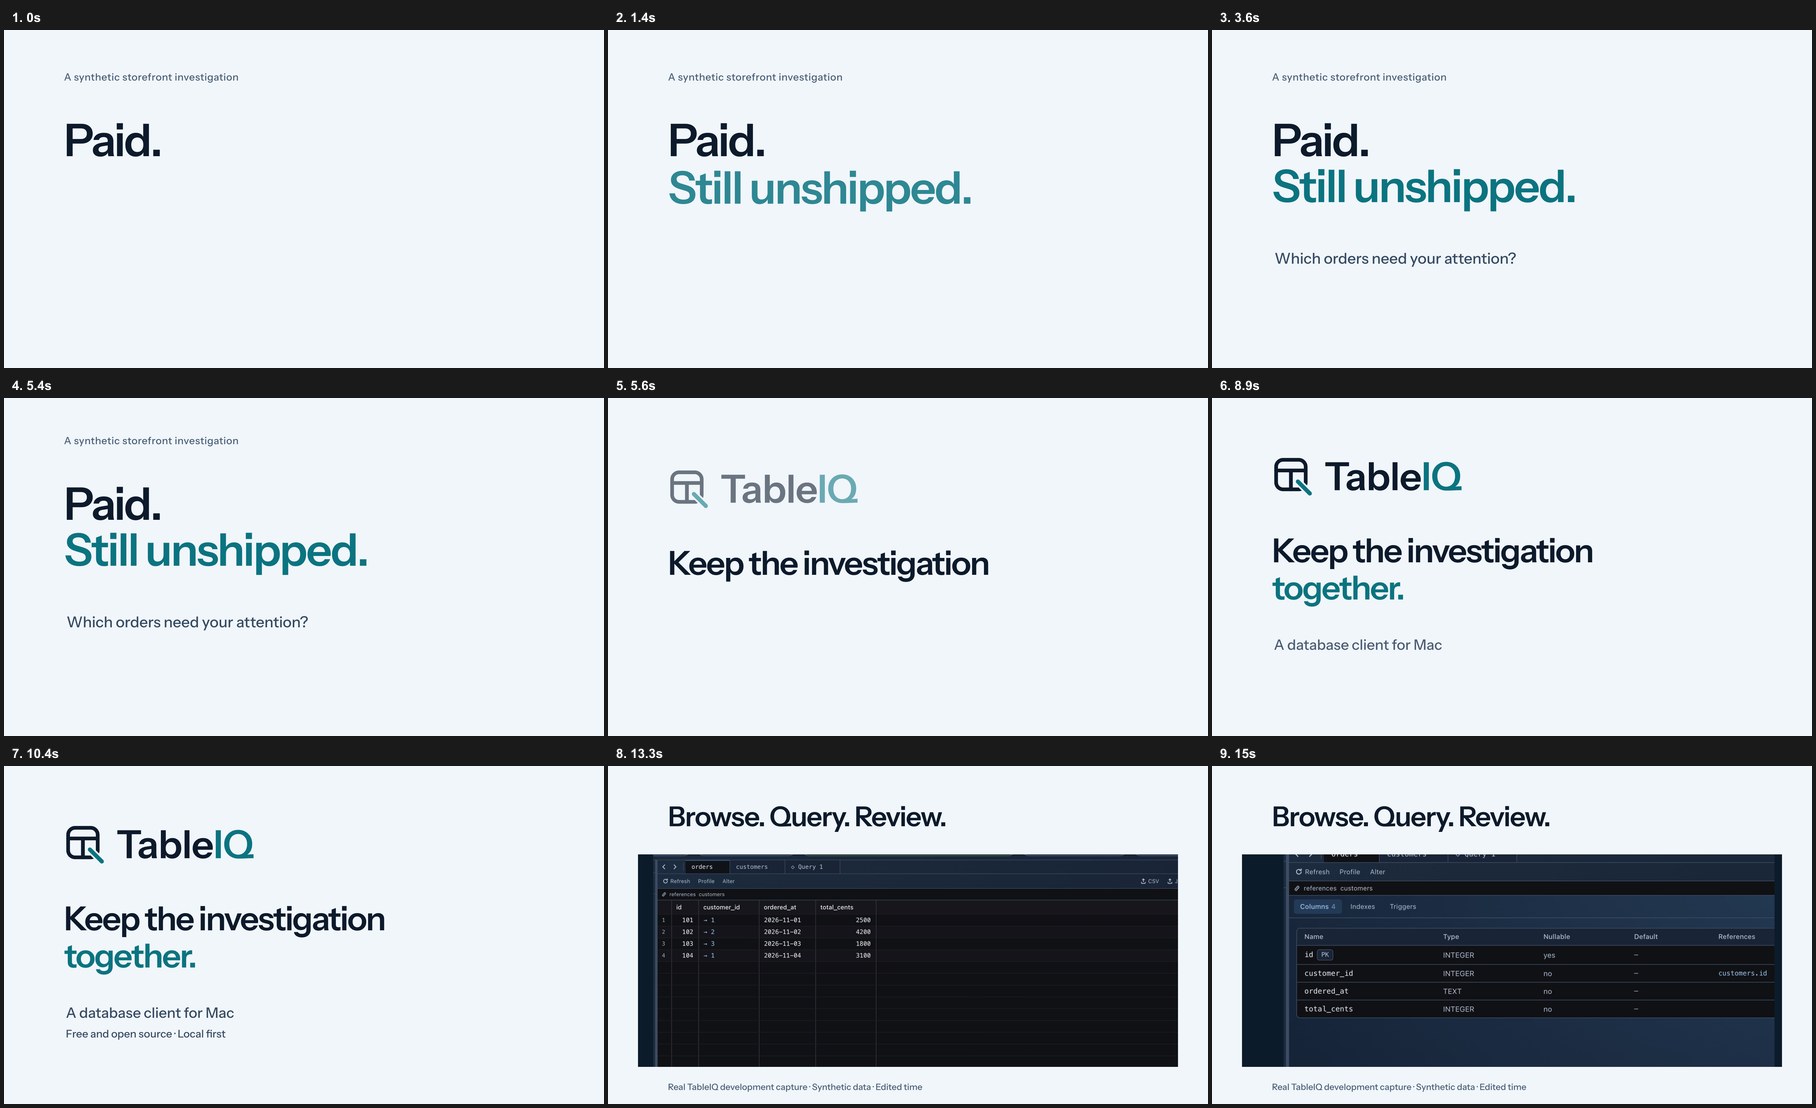 1. 0s
A synthetic storefront investigation
Paid.
2. 1.4s
A synthetic storefront investigation
Paid.
Still unshipped.
3. 3.6s
A synthetic storefront investigation
Paid.
Still unshipped.
Which orders need your attention?
4. 5.4s
A synthetic storefront investigation
Paid.
Still unshipped.
Which orders need your attention?
5. 5.6s
TableIQ
Keep the investigation
6. 8.9s
TableIQ
Keep the investigation
together.
A database client for Mac
7. 10.4s
TableIQ
Keep the investigation
together.
A database client for Mac
Free and open source · Local first
8. 13.3s
Browse. Query. Review.
orders customers Query 1
Refresh Profile Alter CSV
references customers
id customer_id ordered_at total_cents
1 101 → 1 2026-11-01 2500
2 102 → 2 2026-11-02 4200
3 103 → 3 2026-11-03 1800
4 104 → 1 2026-11-04 3100
Real TableIQ development capture · Synthetic data · Edited time
9. 15s
Browse. Query. Review.
orders customers Query 1
Refresh Profile Alter
references customers
Columns 4 Indexes Triggers
Name Type Nullable Default References
id PK INTEGER yes –
customer_id INTEGER no – customers.id
ordered_at TEXT no –
total_cents INTEGER no –
Real TableIQ development capture · Synthetic data · Edited time